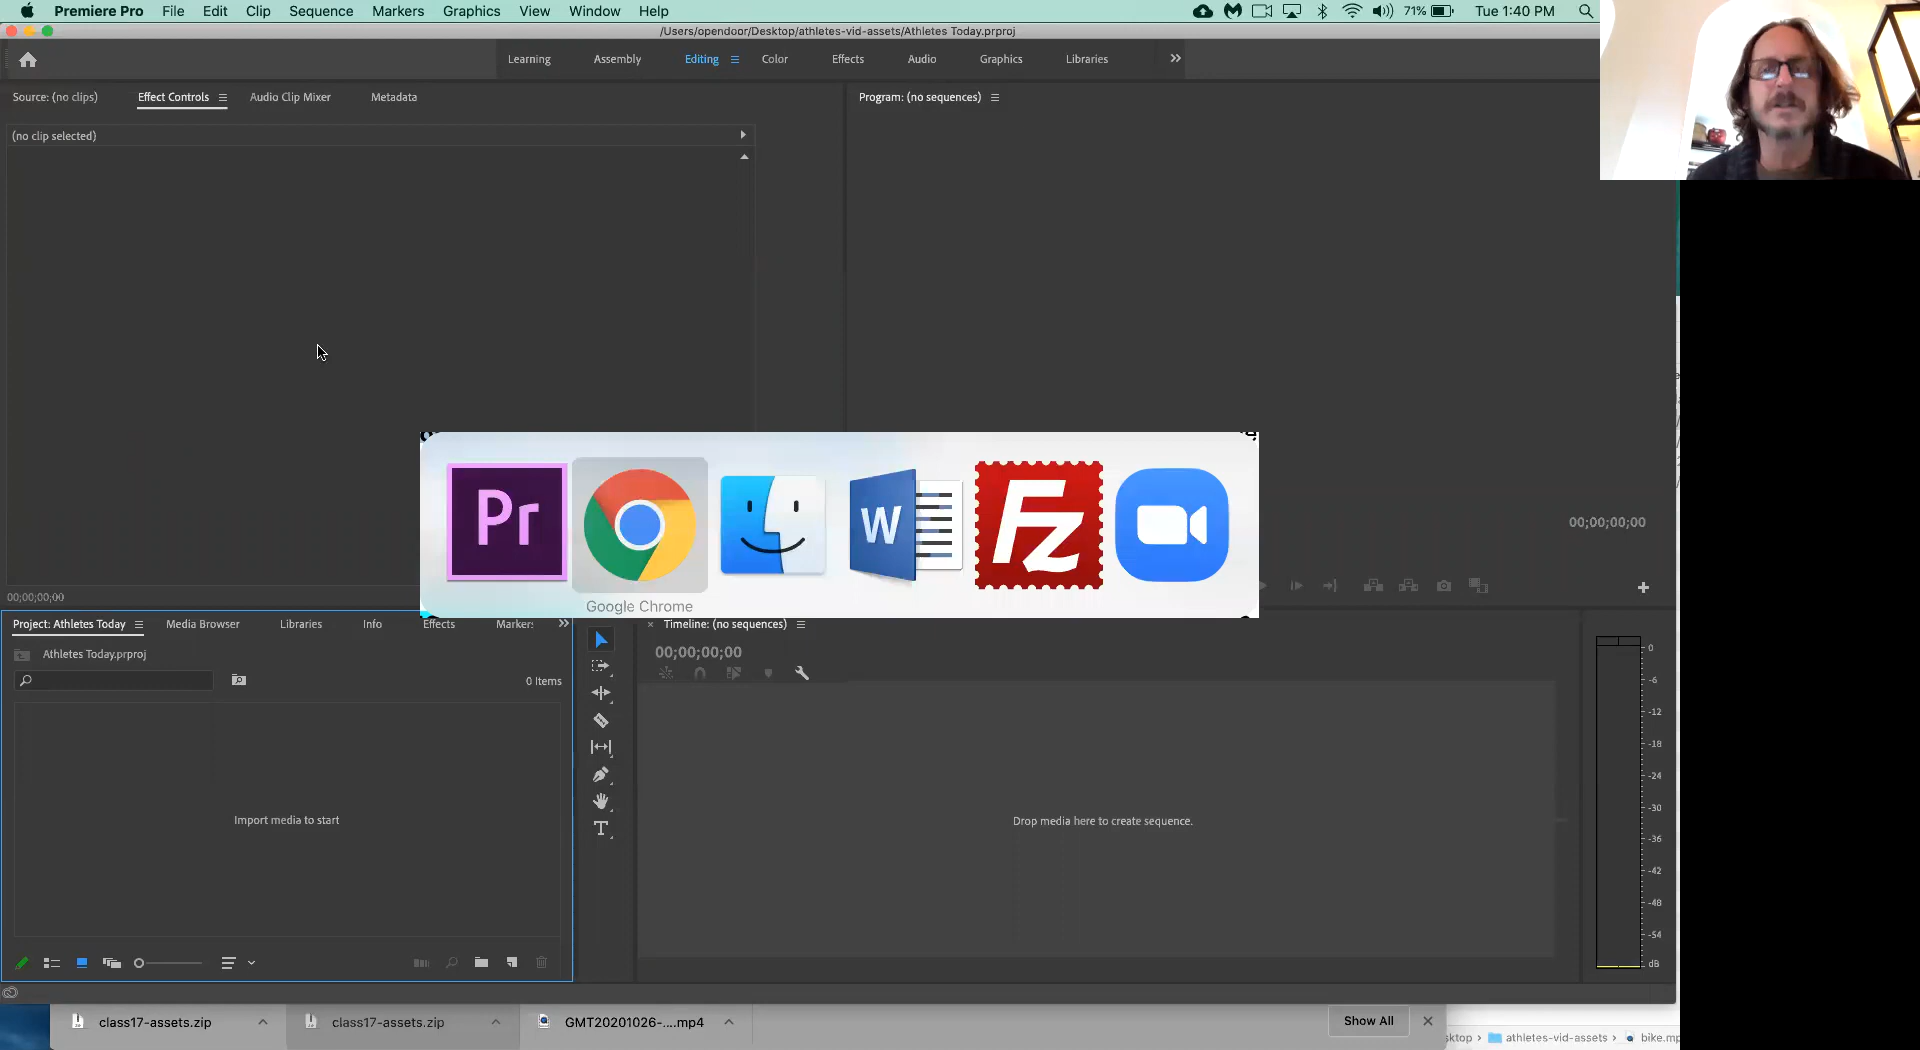 Premiere Pro File Edit Clip Sequence Markers Graphics View Window Help 71% Tue 1:40 PM
/Users/opendoor/Desktop/athletes-vid-assets/Athletes Today.prproj
Learning Assembly Editing Color Effects Audio Graphics Libraries
Source: (no clips) Effect Controls Audio Clip Mixer Metadata Program: (no sequences)
(no clip selected)
Pr W Fz
00;00;00;00
00;00;00;00
Google Chrome
Project: Athletes Today Media Browser Libraries Info Effects Markers Timeline: (no sequences)
Athletes Today.prproj 00;00;00;00
0 Items
0
-6
-12
-18
-24
-30
-36
-42
-48
-54
dB
Import media to start Drop media here to create sequence.
class17-assets.zip class17-assets.zip GMT20201026-....mp4 Show All
sktop › athletes-vid-assets › bike.mp